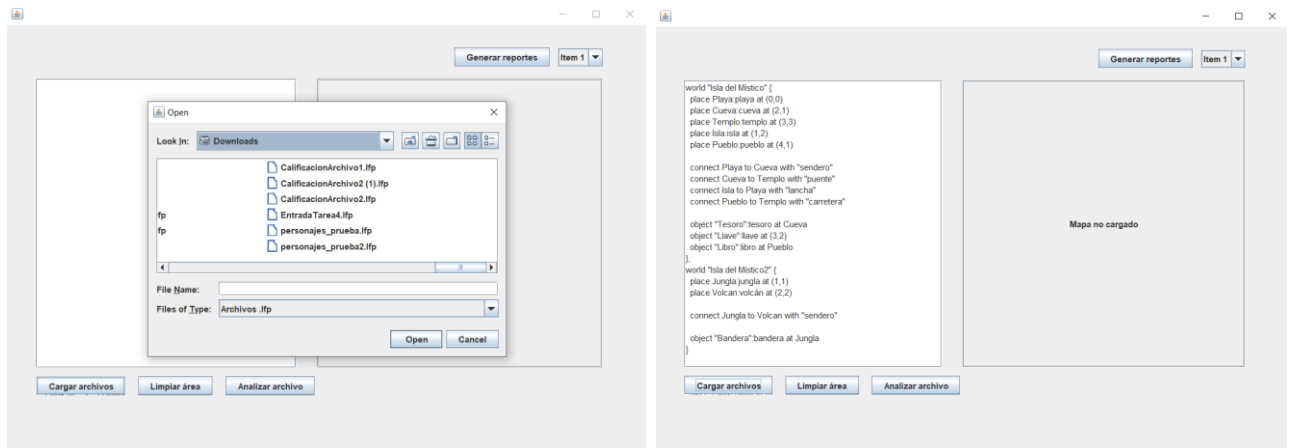 Generar reportes
Item 1
Open
Look In:
Downloads
CalificacionArchivo1.lfp
CalificacionArchivo2 (1).lfp
CalificacionArchivo2.lfp
fp
EntradaTarea4.lfp
fp
personajes_prueba.lfp
personajes_prueba2.lfp
File Name:
Files of Type: Archivos .lfp
Open Cancel
Cargar archivos Limpiar área Analizar archivo
Generar reportes
Item 1
world "Isla del Místico" {
place Playa:playa at (0,0)
place Cueva:cueva at (2,1)
place Templo:templo at (3,3)
place Isla:isla at (1,2)
place Pueblo:pueblo at (4,1)
connect Playa to Cueva with "sendero"
connect Cueva to Templo with "puente"
connect Isla to Playa with "lancha"
connect Pueblo to Templo with "carretera"
object "Tesoro":tesoro at Cueva
object "Llave":llave at (3,2)
object "Libro":libro at Pueblo
},
world "Isla del Místico2" {
place Jungla:jungla at (1,1)
place Volcan:volcán at (2,2)
connect Jungla to Volcan with "sendero"
object "Bandera":bandera at Jungla
}
Mapa no cargado
Cargar archivos Limpiar área Analizar archivo